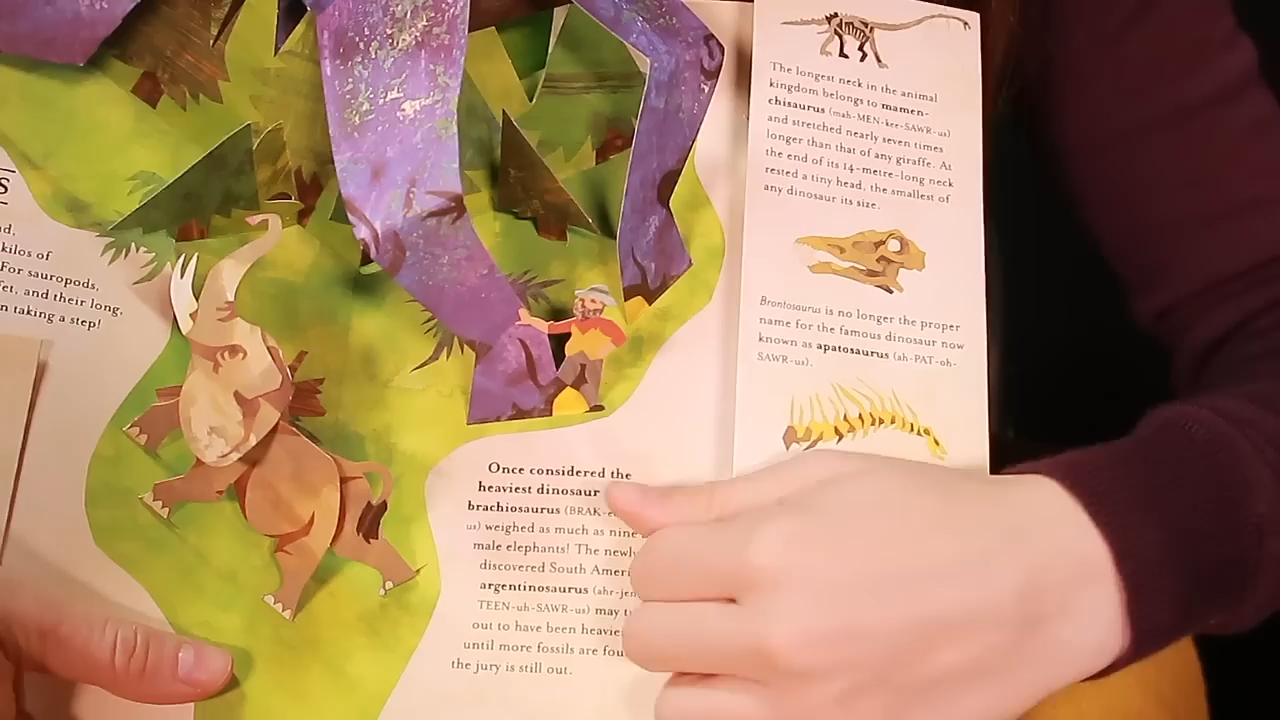 S
kilos of
For sauropods,
and their long,
n taking a step!
Once considered the
heaviest dinosaur
brachiosaurus (BRAK-
us) weighed as much as nine
male elephants! The newly
discovered South Ameri
argentinosaurus (ahr-jen
TEEN-uh-SAWR-us) may
out to have been heavie
until more fossils are fou
the jury is still out.
The longest neck in the animal
kingdom belongs to mamen-
chisaurus (mah-MEN-kee-SAWR-us)
and stretched nearly seven times
longer than that of any giraffe. At
the end of its 14-metre-long neck
rested a tiny head, the smallest of
any dinosaur its size.
Brontosaurus is no longer the proper
name for the famous dinosaur now
known as apatosaurus (ah-PAT-oh-
SAWR-us).